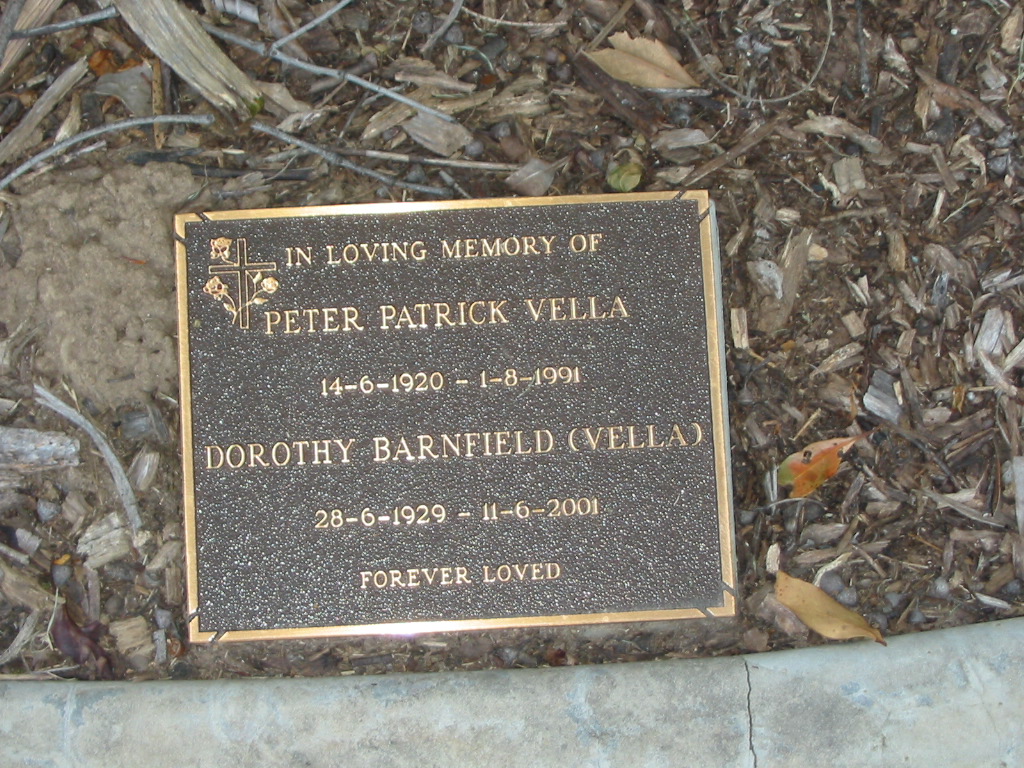 IN LOVING MEMORY OF
PETER PATRICK VELLA
14-6-1920 - 1-8-1991
DOROTHY BARNFIELD (VELLA)
28-6-1929 - 11-6-2001
FOREVER LOVED